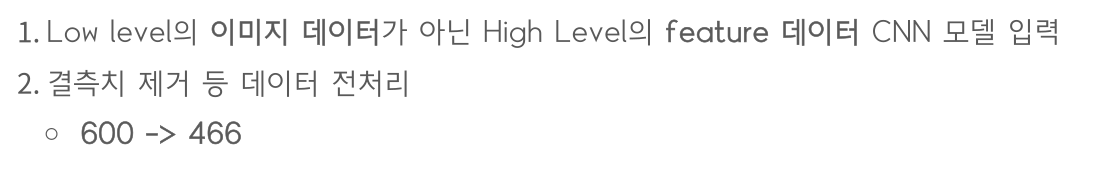 1. Low level의 이미지 데이터가 아닌 High Level의 feature 데이터 CNN 모델 입력
2. 결측치 제거 등 데이터 전처리
○ 600 -> 466